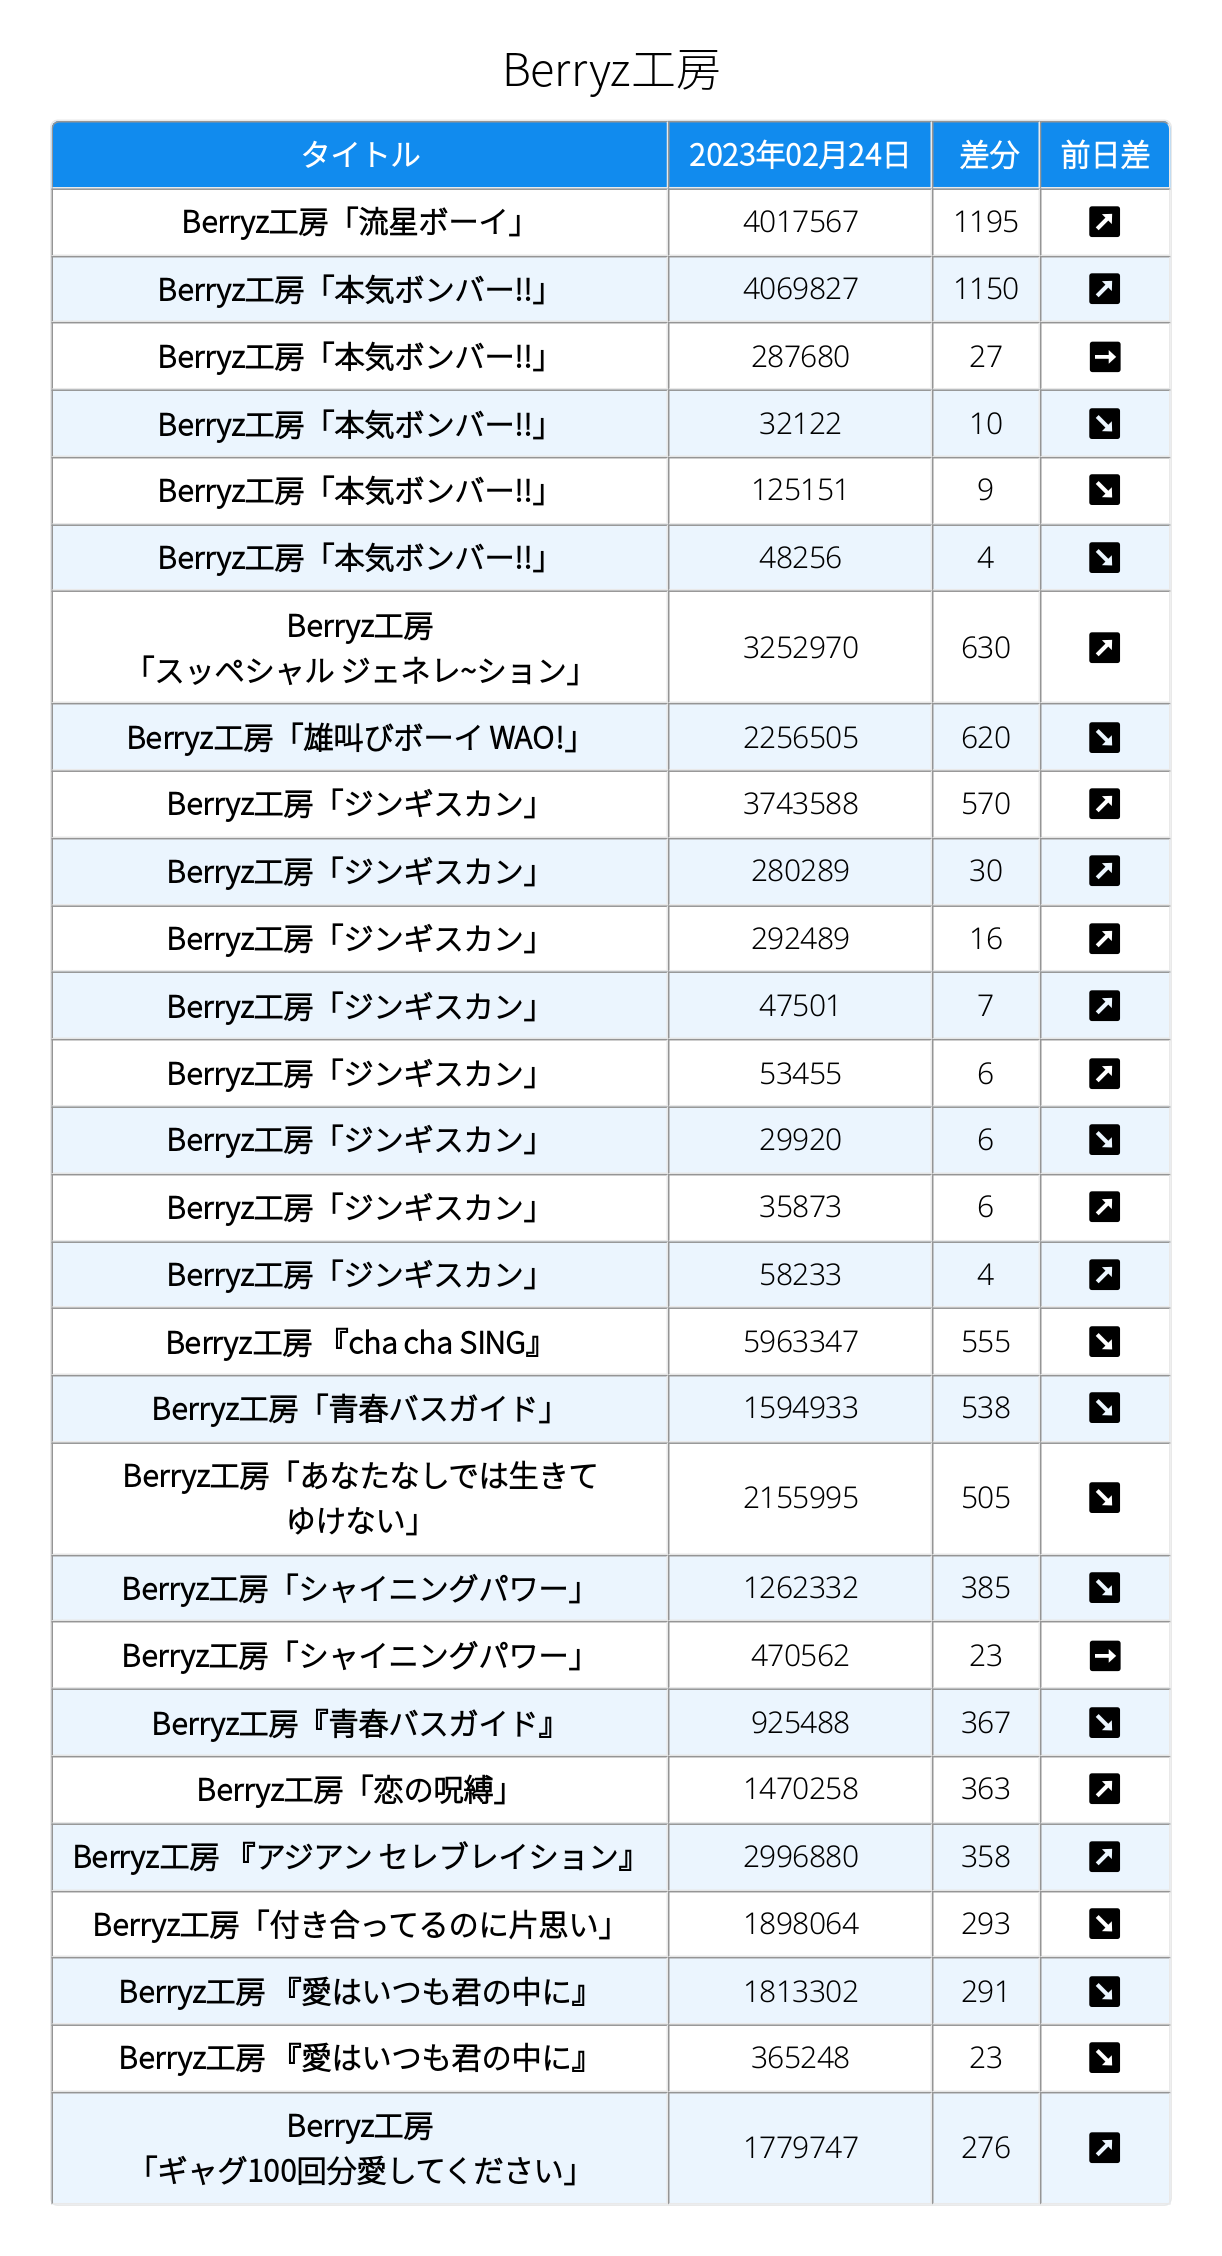 Berryz工房
タイトル 2023年02月24日 差分 前日差
Berryz工房「流星ボーイ」 4017567 1195 ↗
Berryz工房「本気ボンバー!!」 4069827 1150 ↗
Berryz工房「本気ボンバー!!」 287680 27 →
Berryz工房「本気ボンバー!!」 32122 10 ↘
Berryz工房「本気ボンバー!!」 125151 9 ↘
Berryz工房「本気ボンバー!!」 48256 4 ↘
Berryz工房
「スッペシャル ジェネレ~ション」 3252970 630 ↗
Berryz工房「雄叫びボーイ WAO!」 2256505 620 ↘
Berryz工房「ジンギスカン」 3743588 570 ↗
Berryz工房「ジンギスカン」 280289 30 ↗
Berryz工房「ジンギスカン」 292489 16 ↗
Berryz工房「ジンギスカン」 47501 7 ↗
Berryz工房「ジンギスカン」 53455 6 ↗
Berryz工房「ジンギスカン」 29920 6 ↘
Berryz工房「ジンギスカン」 35873 6 ↗
Berryz工房「ジンギスカン」 58233 4 ↗
Berryz工房 『cha cha SING』 5963347 555 ↘
Berryz工房「青春バスガイド」 1594933 538 ↘
Berryz工房「あなたなしでは生きて
ゆけない」 2155995 505 ↘
Berryz工房「シャイニングパワー」 1262332 385 ↘
Berryz工房「シャイニングパワー」 470562 23 →
Berryz工房『青春バスガイド』 925488 367 ↘
Berryz工房「恋の呪縛」 1470258 363 ↗
Berryz工房 『アジアン セレブレイション』 2996880 358 ↗
Berryz工房「付き合ってるのに片思い」 1898064 293 ↘
Berryz工房 『愛はいつも君の中に』 1813302 291 ↘
Berryz工房 『愛はいつも君の中に』 365248 23 ↘
Berryz工房
「ギャグ100回分愛してください」 1779747 276 ↗